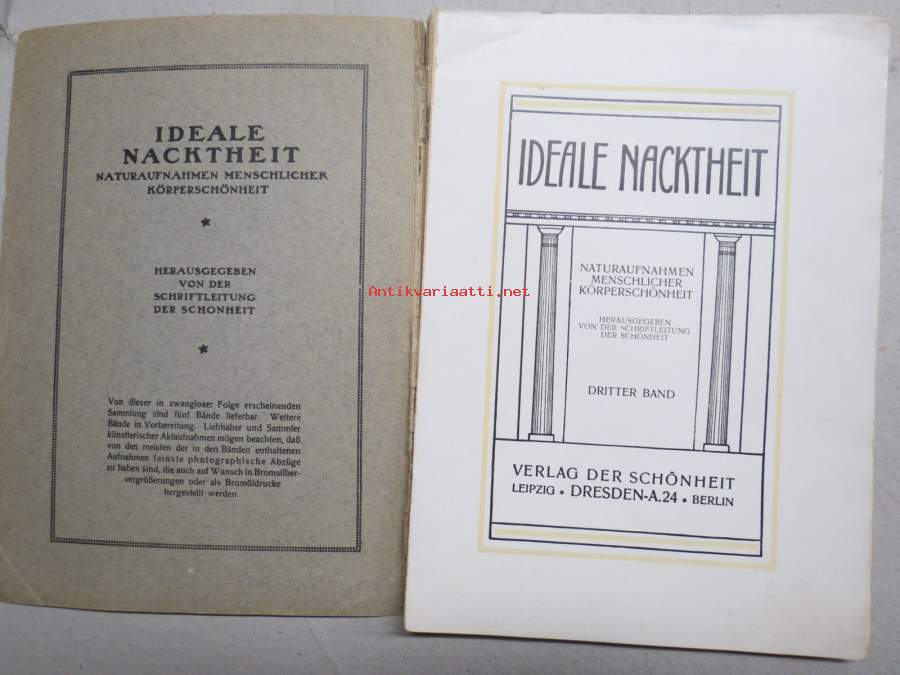 IDEALE
NACKTHEIT
NATURAUFNAHMEN MENSCHLICHER
KÖRPERSCHÖNHEIT
HERAUSGEGEBEN
VON DER
SCHRIFTLEITUNG
DER SCHONHEIT
Von dieser in zwangloser Folge erscheinenden
Sammlung sind fünf Bände lieferbar. Weitere
Bände in Vorbereitung. Liebhaber und Sammler
künstlerischer Aktaufnahmen mögen beachten, daß
von den meisten der in den Bänden enthaltenen
Aufnahmen feinste photographische Abzüge
zu haben sind, die auch auf Wunsch in Bromsilber-
vergrößerungen oder als Bromöldrucke
hergestellt werden.
IDEALE NACKTHEIT
NATURAUFNAHMEN
MENSCHLICHER
KÖRPERSCHÖNHEIT
HERAUSGEGEBEN
VON DER SCHRIFTLEITUNG
DER SCHÖNHEIT
DRITTER BAND
VERLAG DER SCHÖNHEIT
LEIPZIG • DRESDEN-A.24 • BERLIN
Antikvariaatti.net